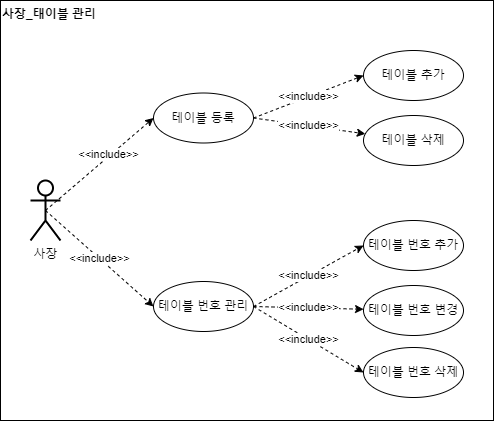 사장_태이블 관리
테이블 추가
<<include>>
테이블 등록
<<include>>
테이블 삭제
<<include>>
사장
<<include>>
테이블 번호 추가
<<include>>
테이블 번호 관리
<<include>>
테이블 번호 변경
<<include>>
테이블 번호 삭제